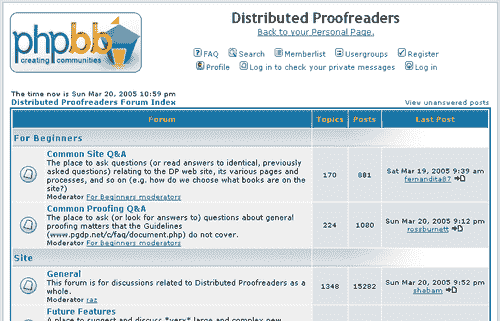 phpBB
creating communities
Distributed Proofreaders
Back to your Personal Page.
FAQ Search Memberlist Usergroups Register
Profile Log in to check your private messages Log in
The time now is Sun Mar 20, 2005 10:59 pm
Distributed Proofreaders Forum Index View unanswered posts
Forum Topics Posts Last Post
For Beginners
Common Site Q&A
The place to ask questions (or read answers to identical, previously
asked questions) relating to the DP web site, its various pages and
processes, and so on (e.g. how do we choose what books are on the
site?)
Moderator For Beginners moderators
170 881 Sat Mar 19, 2005 9:39 am
fernandita87
Common Proofing Q&A
The place to ask (or look for answers to) questions about general
proofing matters that the Guidelines
(www.pgdp.net/c/faq/document.php) do not cover.
Moderator For Beginners moderators
224 1080 Sun Mar 20, 2005 9:12 pm
rossburnett
Site
General
This forum is for discussions related to Distributed Proofreaders as a
whole.
Moderator raz
1348 15282 Sun Mar 20, 2005 9:52 pm
shebam
Future Features
A place to suggest and discuss *very* large and complex new